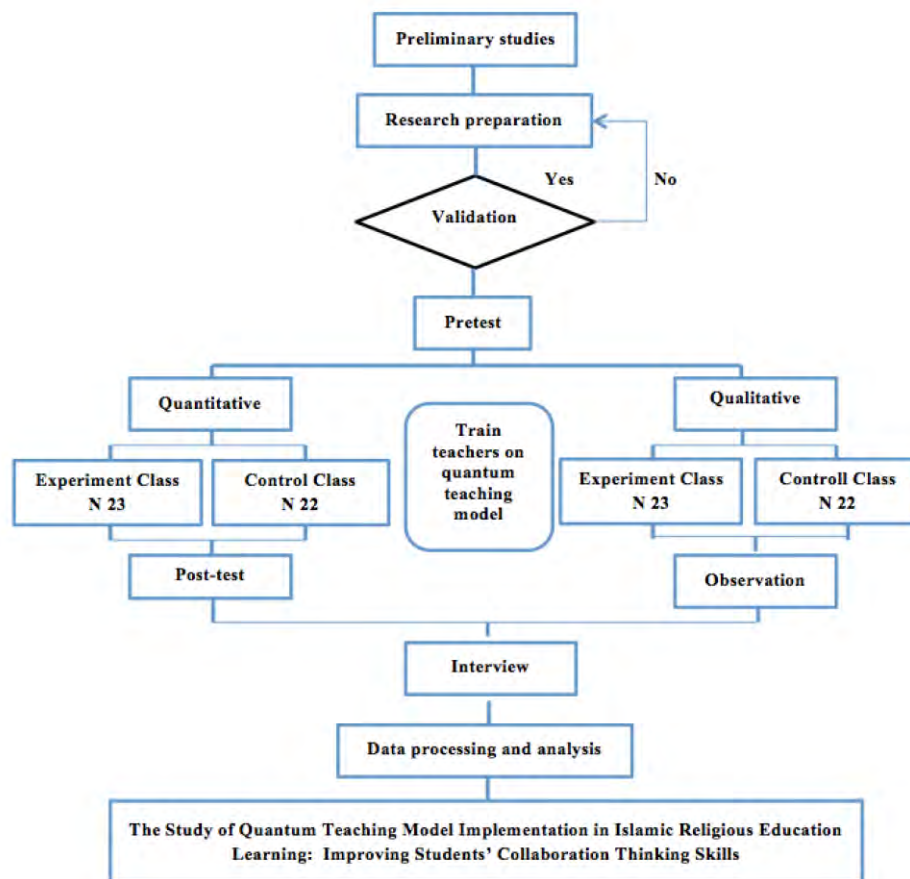 Preliminary studies
Research preparation
Yes
No
Validation
Pretest
Quantitative
Qualitative
Train
teachers on
quantum
teaching
model
Experiment Class
N 23
Control Class
N 22
Experiment Class
N 23
Controll Class
N 22
Post-test
Observation
Interview
Data processing and analysis
The Study of Quantum Teaching Model Implementation in Islamic Religious Education
Learning: Improving Students' Collaboration Thinking Skills